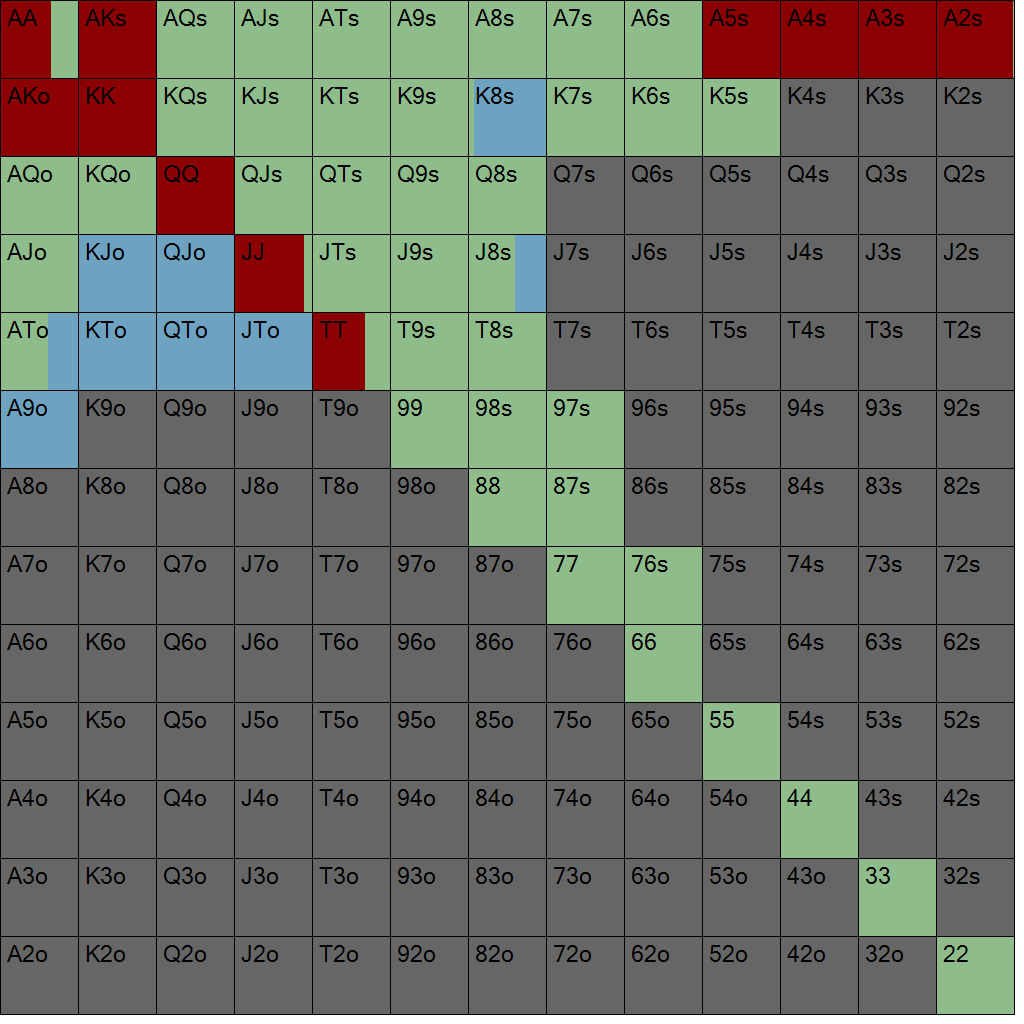 AA AKs AQs AJs ATs A9s A8s A7s A6s A5s A4s A3s A2s
AKo KK KQs KJs KTs K9s K8s K7s K6s K5s K4s K3s K2s
AQo KQo QQ QJs QTs Q9s Q8s Q7s Q6s Q5s Q4s Q3s Q2s
AJo KJo QJo JJ JTs J9s J8s J7s J6s J5s J4s J3s J2s
ATo KTo QTo JTo TT T9s T8s T7s T6s T5s T4s T3s T2s
A9o K9o Q9o J9o T9o 99 98s 97s 96s 95s 94s 93s 92s
A8o K8o Q8o J8o T8o 98o 88 87s 86s 85s 84s 83s 82s
A7o K7o Q7o J7o T7o 97o 87o 77 76s 75s 74s 73s 72s
A6o K6o Q6o J6o T6o 96o 86o 76o 66 65s 64s 63s 62s
A5o K5o Q5o J5o T5o 95o 85o 75o 65o 55 54s 53s 52s
A4o K4o Q4o J4o T4o 94o 84o 74o 64o 54o 44 43s 42s
A3o K3o Q3o J3o T3o 93o 83o 73o 63o 53o 43o 33 32s
A2o K2o Q2o J2o T2o 92o 82o 72o 62o 52o 42o 32o 22